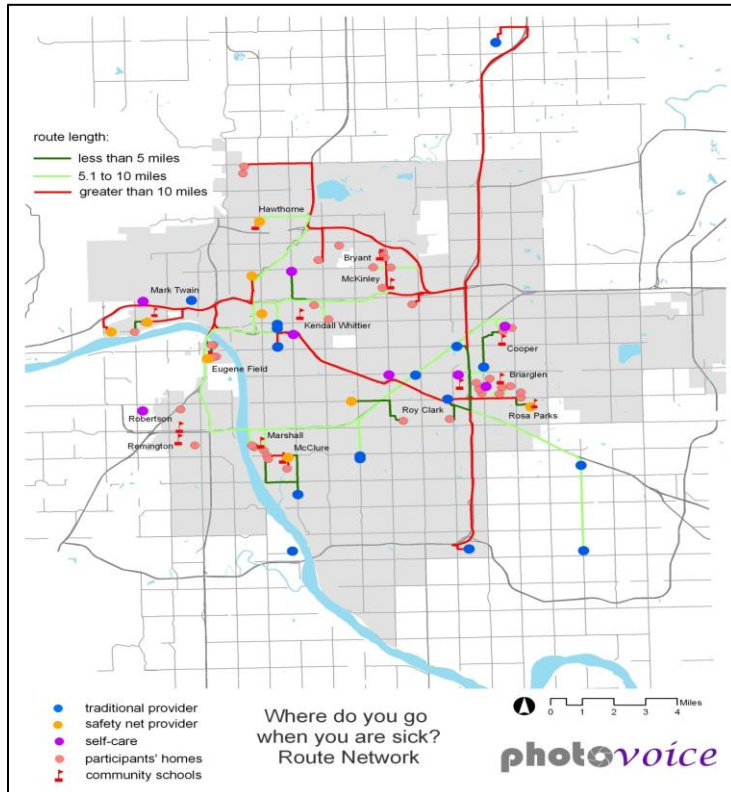 route length:
less than 5 miles
5.1 to 10 miles
greater than 10 miles
Hawthorne
Bryant
McKinley
Mark Twain
Kendall Whittier
Cooper
Eugene Field
Briarglen
Roy Clark
Rosa Parks
Robertson
Marshall
Remington
McClure
traditional provider
safety net provider
self-care
participants' homes
community schools
Where do you go
when you are sick?
Route Network
0 .5 1 2 3 4 Miles
photovoice